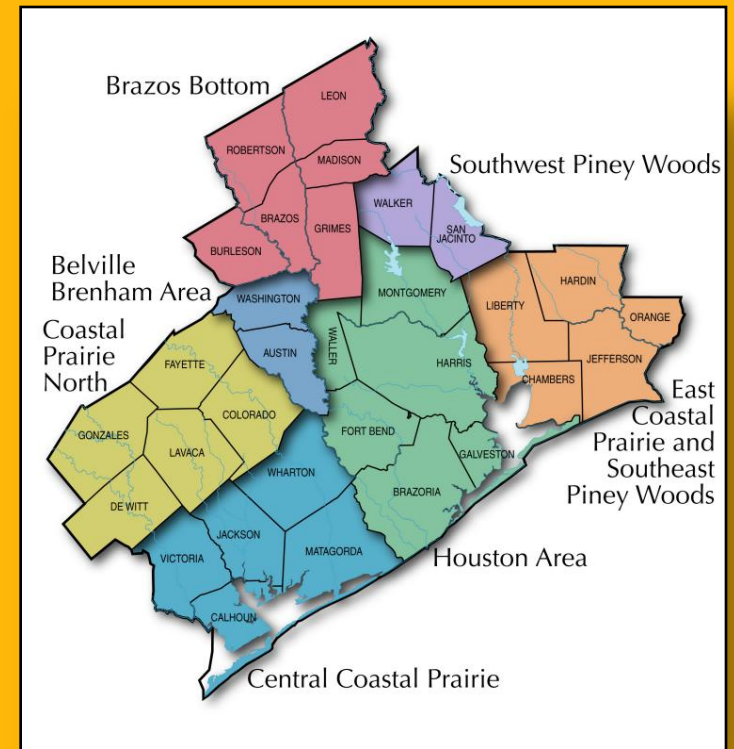 Brazos Bottom
LEON
ROBERTSON
MADISON
Southwest Piney Woods
WALKER
SAN
JACINTO
BRAZOS
GRIMES
BURLESON
Belville
Brenham Area
WASHINGTON
MONTGOMERY
LIBERTY
HARDIN
ORANGE
Coastal
Prairie
North
AUSTIN
WALLER
HARRIS
JEFFERSON
CHAMBERS
FAYETTE
COLORADO
East
Coastal
Prairie and
Southeast
Piney Woods
GONZALES
LAVACA
FORT BEND
GALVESTON
WHARTON
BRAZORIA
DE WITT
JACKSON
MATAGORDA
VICTORIA
Houston Area
CALHOUN
Central Coastal Prairie